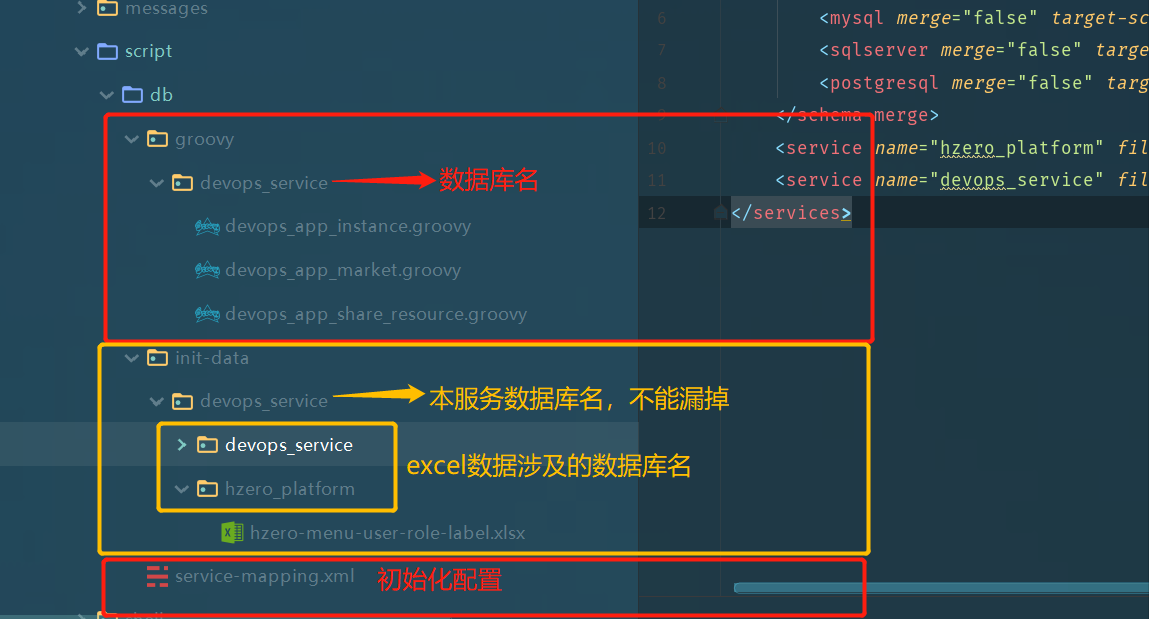 messages
script
db
groovy
devops_service 数据库名
devops_app_instance.groovy
devops_app_market.groovy
devops_app_share_resource.groovy
init-data
devops_service 本服务数据库名，不能漏掉
devops_service
excel数据涉及的数据库名
hzero_platform
hzero-menu-user-role-label.xlsx
service-mapping.xml 初始化配置
6 <mysql merge="false" target-sc
7 <sqlserver merge="false" targe
8 <postgresql merge="false" targ
9 </schema-merge>
10 <service name="hzero_platform" fil
11 <service name="devops_service" fil
12 </services>